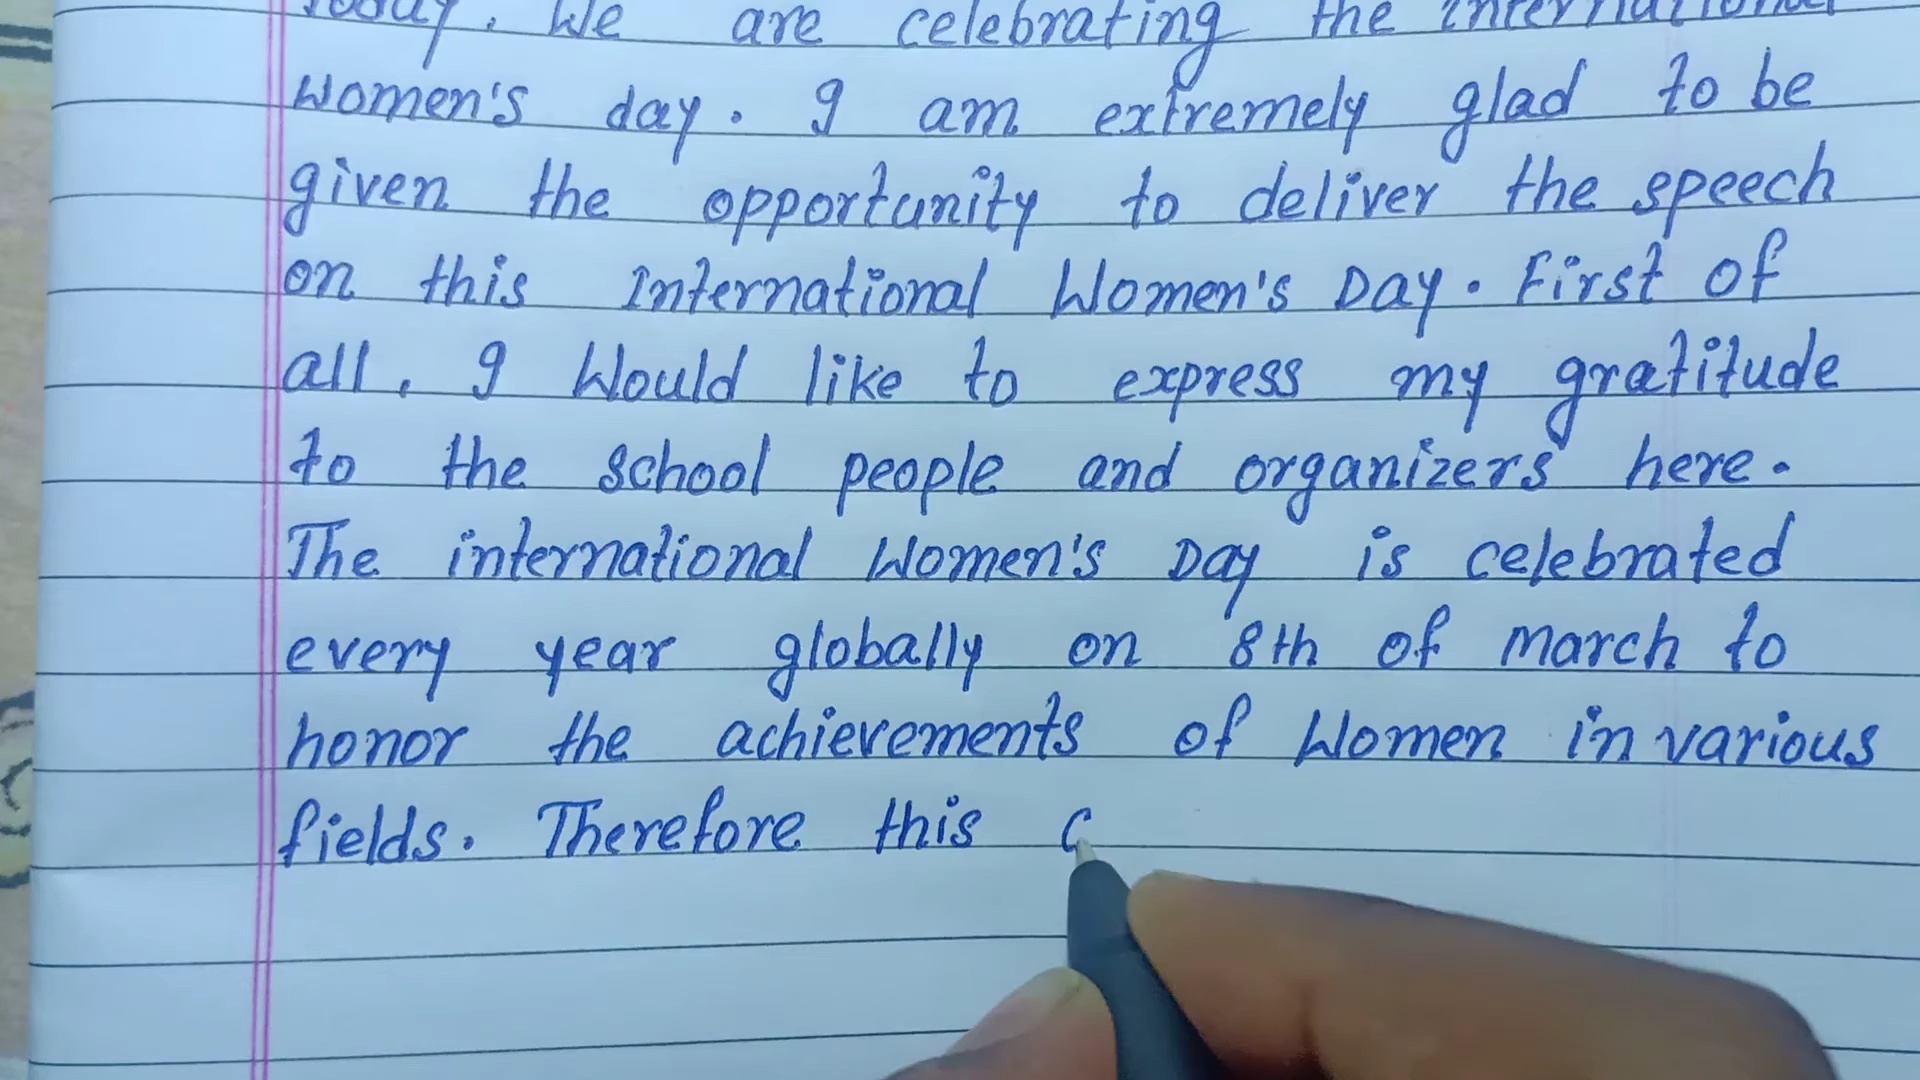 Today. We are celebrating the International
Women's day. I am extremely glad to be
given the opportunity to deliver the speech
on this International Women's Day. First of
all, I Would like to express my gratitude
to the school people and organizers here.
The international Women's Day is celebrated
every year globally on 8th of march to
honor the achievements of Women in various
fields. Therefore this